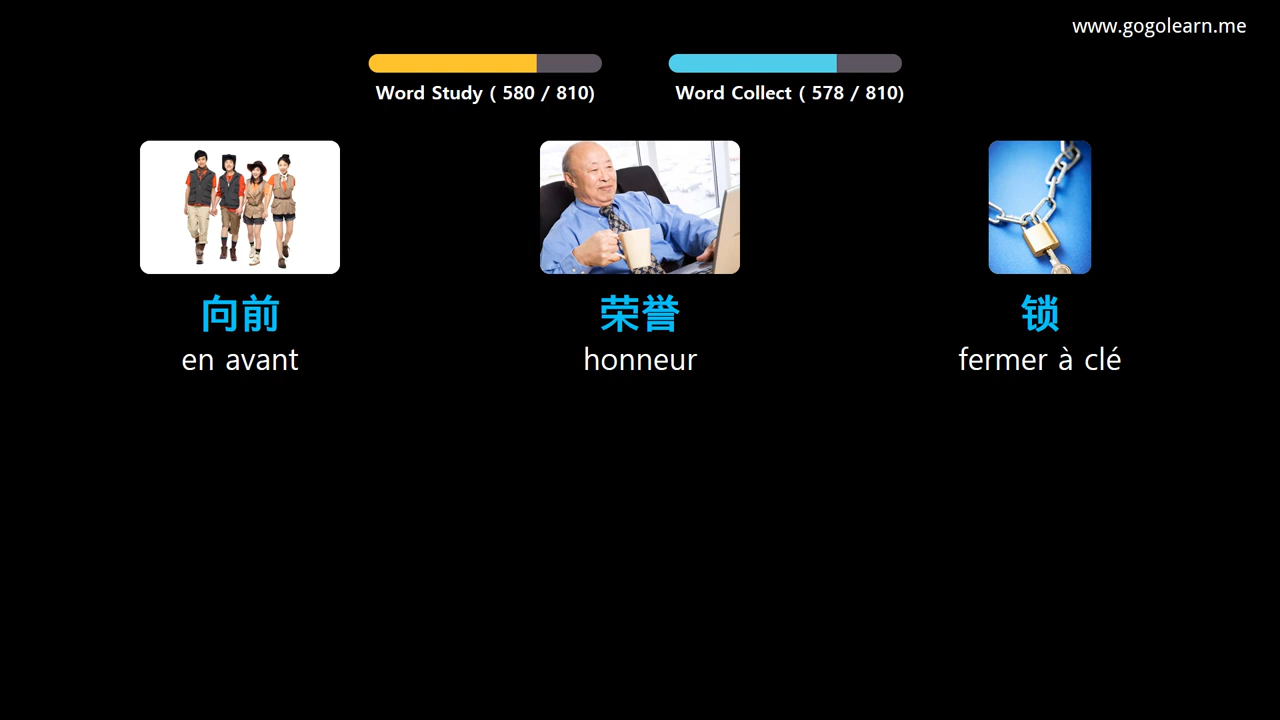 www.gogolearn.me
Word Study ( 580 / 810)
Word Collect ( 578 / 810)
向前
荣誉
锁
en avant
honneur
fermer à clé